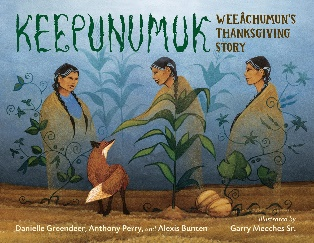 KEEPUNUMUK
WEEÂCHUMUN'S
THANKSGIVING
STORY
Danielle Greendeer, Anthony Perry, and Alexis Bunten
illustrated by
Garry Meeches Sr.